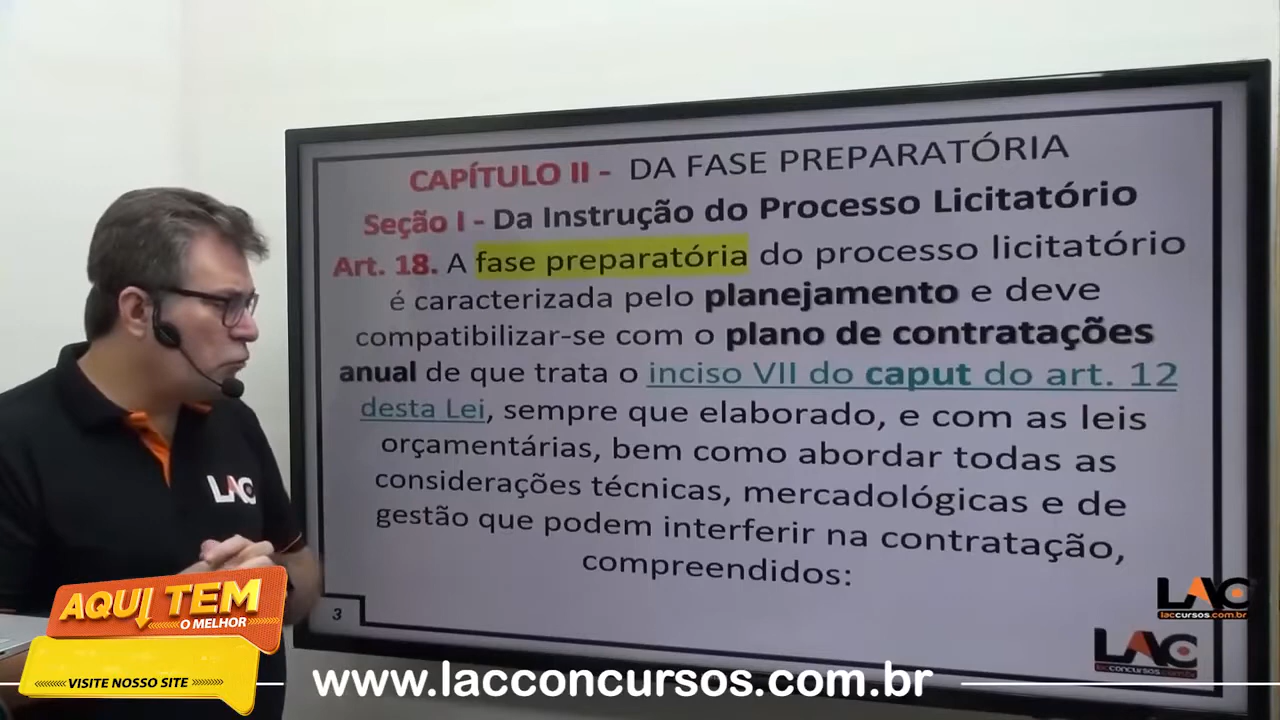 CAPÍTULO II - DA FASE PREPARATÓRIA
Seção I - Da Instrução do Processo Licitatório
Art. 18. A fase preparatória do processo licitatório
é caracterizada pelo planejamento e deve
compatibilizar-se com o plano de contratações
anual de que trata o inciso VII do caput do art. 12
desta Lei, sempre que elaborado, e com as leis
orçamentárias, bem como abordar todas as
considerações técnicas, mercadológicas e de
gestão que podem interferir na contratação,
compreendidos:
3
LAC
LAC
laccursos.com.br
LAC
AQUI TEM
O MELHOR
VISITE NOSSO SITE
www.lacconcursos.com.br